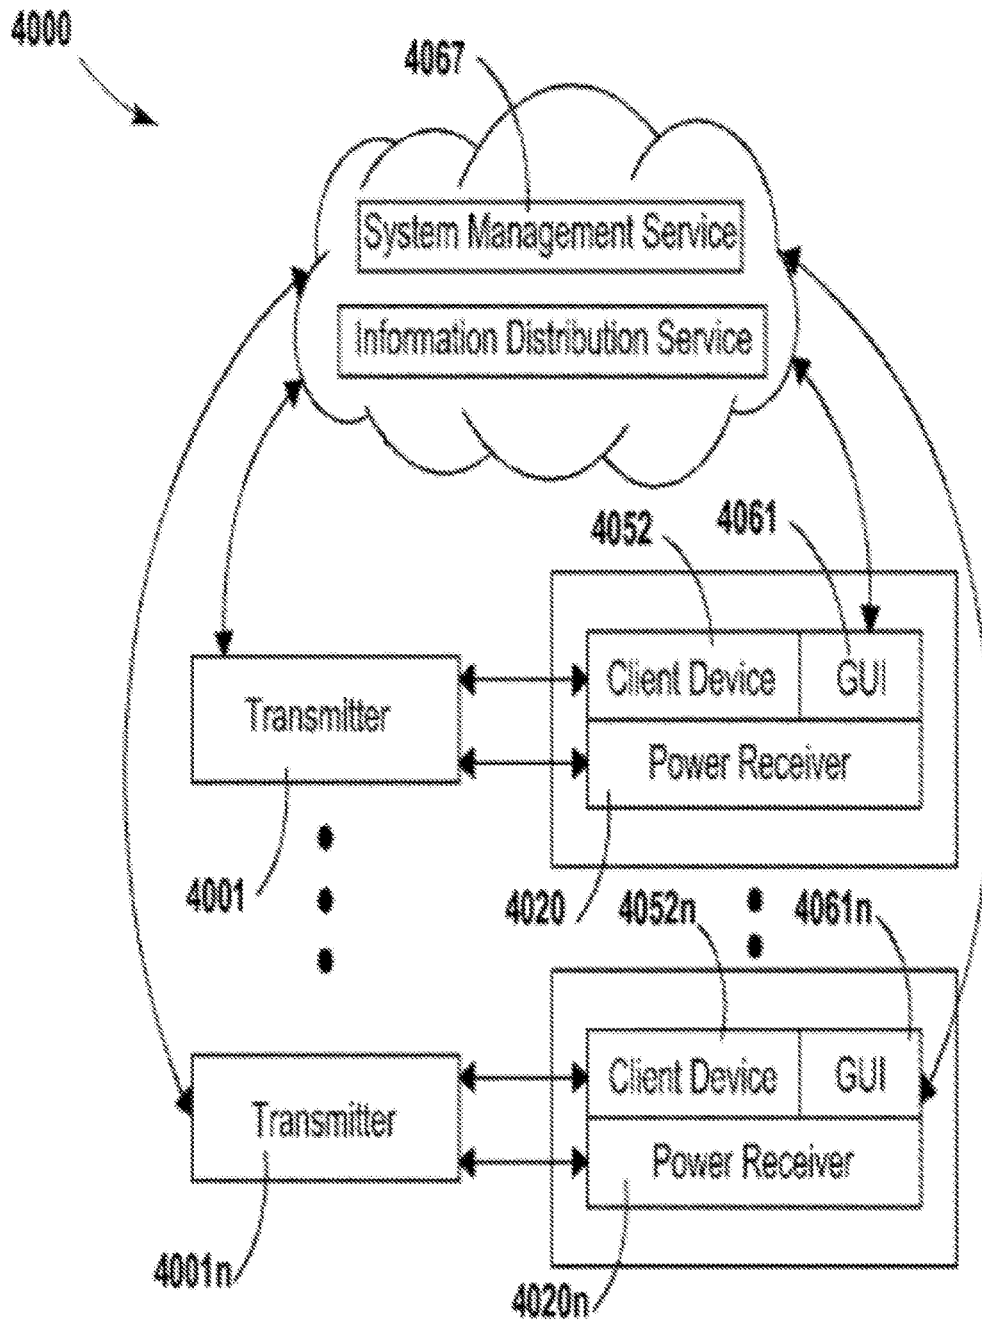 4000
4067
System Management Service
Information Distribution Service
4052
4061
Client Device
GUI
Transmitter
Power Receiver
4001
4020
4052n
4061n
Client Device
GUI
Transmitter
Power Receiver
4001n
4020n